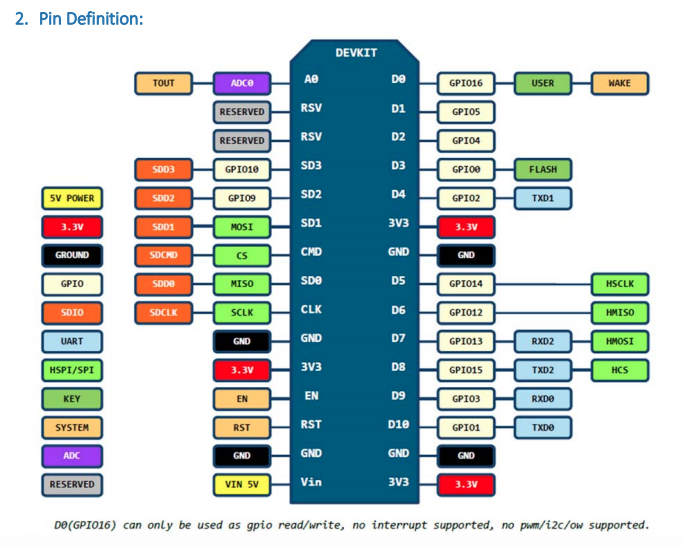 2. Pin Definition:
DEVKIT
TOUT ADC0 A0 D0 GPIO16 USER WAKE
RESERVED RSV D1 GPIO5
RESERVED RSV D2 GPIO4
SDD3 GPIO10 SD3 D3 GPIO0 FLASH
5V POWER SDD2 GPIO9 SD2 D4 GPIO2 TXD1
3.3V SDD1 MOSI SD1 3V3 3.3V
GROUND SDCMD CS CMD GND GND
GPIO SDD0 MISO SD0 D5 GPIO14 HSCLK
SDIO SDCLK SCLK CLK D6 GPIO12 HMISO
UART GND GND D7 GPIO13 RXD2 HMOSI
HSPI/SPI 3.3V 3V3 D8 GPIO15 TXD2 HCS
KEY EN EN D9 GPIO3 RXD0
SYSTEM RST RST D10 GPIO1 TXD0
ADC GND GND GND GND
RESERVED VIN 5V Vin 3V3 3.3V
D0(GPIO16) can only be used as gpio read/write, no interrupt supported, no pwm/i2c/ow supported.